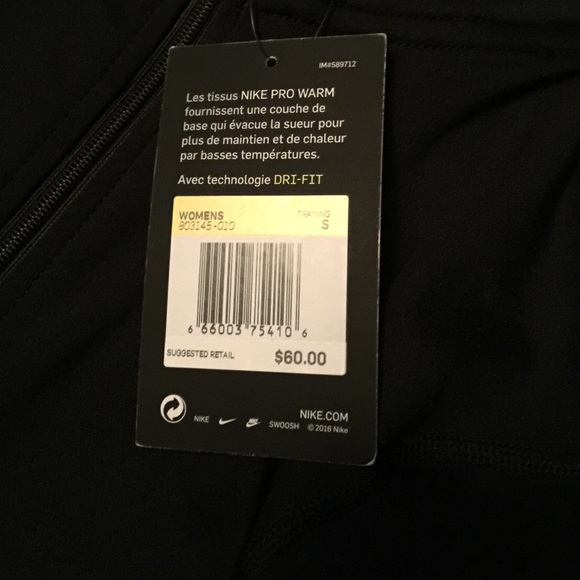 IM#589712
Les tissus NIKE PRO WARM
fournissent une couche de
base qui évacue la sueur pour
plus de maintien et de chaleur
par basses températures.
Avec technologie DRI-FIT
WOMENS TRAINING
803145-010 S
6 66003 75410 6
SUGGESTED RETAIL $60.00
NIKE.COM
NIKE SWOOSH © 2016 Nike